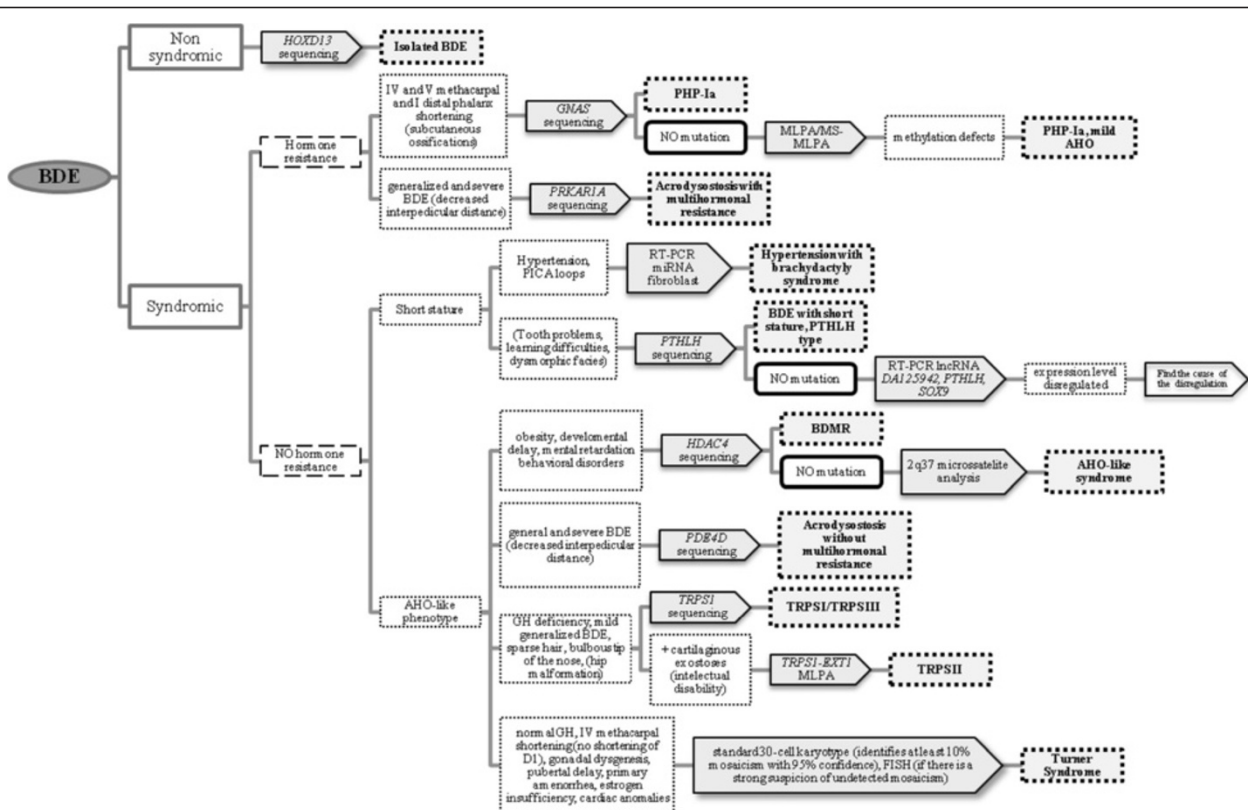 BDE
Non
syndromic
HOXD13
sequencing
Isolated BDE
Syndromic
Hormone
resistance
IV and V methacarpal
and I distal phalanx
shortening
(subcutaneous
ossifications)
GNAS
sequencing
PHP-Ia
NO mutation
MLPA/MS-
MLPA
methylation defects
PHP-Ia, mild
AHO
generalized and severe
BDE (decreased
interpedicular distance)
PRKAR1A
sequencing
Acrodysostosis with
multihormonal
resistance
NO hormone
resistance
Short stature
Hypertension,
PICA loops
RT-PCR
miRNA
fibroblast
Hypertension with
brachydactyly
syndrome
(Tooth problems,
learning difficulties,
dysmorphic facies)
PTHLH
sequencing
BDE with short
stature, PTHLH
type
NO mutation
RT-PCR lncRNA
DA125942, PTHLH,
SOX9
expression level
disregulated
Find the cause of
the disregulation
AHO-like
phenotype
obesity, develomental
delay, mental retardation
behavioral disorders
HDAC4
sequencing
BDMR
NO mutation
2q37 microssatelite
analysis
AHO-like
syndrome
general and severe BDE
(decreased interpedicular
distance)
PDE4D
sequencing
Acrodysostosis
without
multihormonal
resistance
GH deficiency, mild
generalized BDE,
sparse hair, bulbous tip
of the nose, (hip
malformation)
TRPS1
sequencing
TRPSI/TRPSIII
+ cartilaginous
exostoses
(intelectual
disability)
TRPS1-EXT1
MLPA
TRPSII
normal GH, IV methacarpal
shortening (no shortening of
D1), gonadal dysgenesis,
pubertal delay, primary
amenorrhea, estrogen
insufficiency, cardiac anomalies
standard 30-cell karyotype (identifies at least 10%
mosaicism with 95% confidence), FISH (if there is a
strong suspicion of undetected mosaicism)
Turner
Syndrome